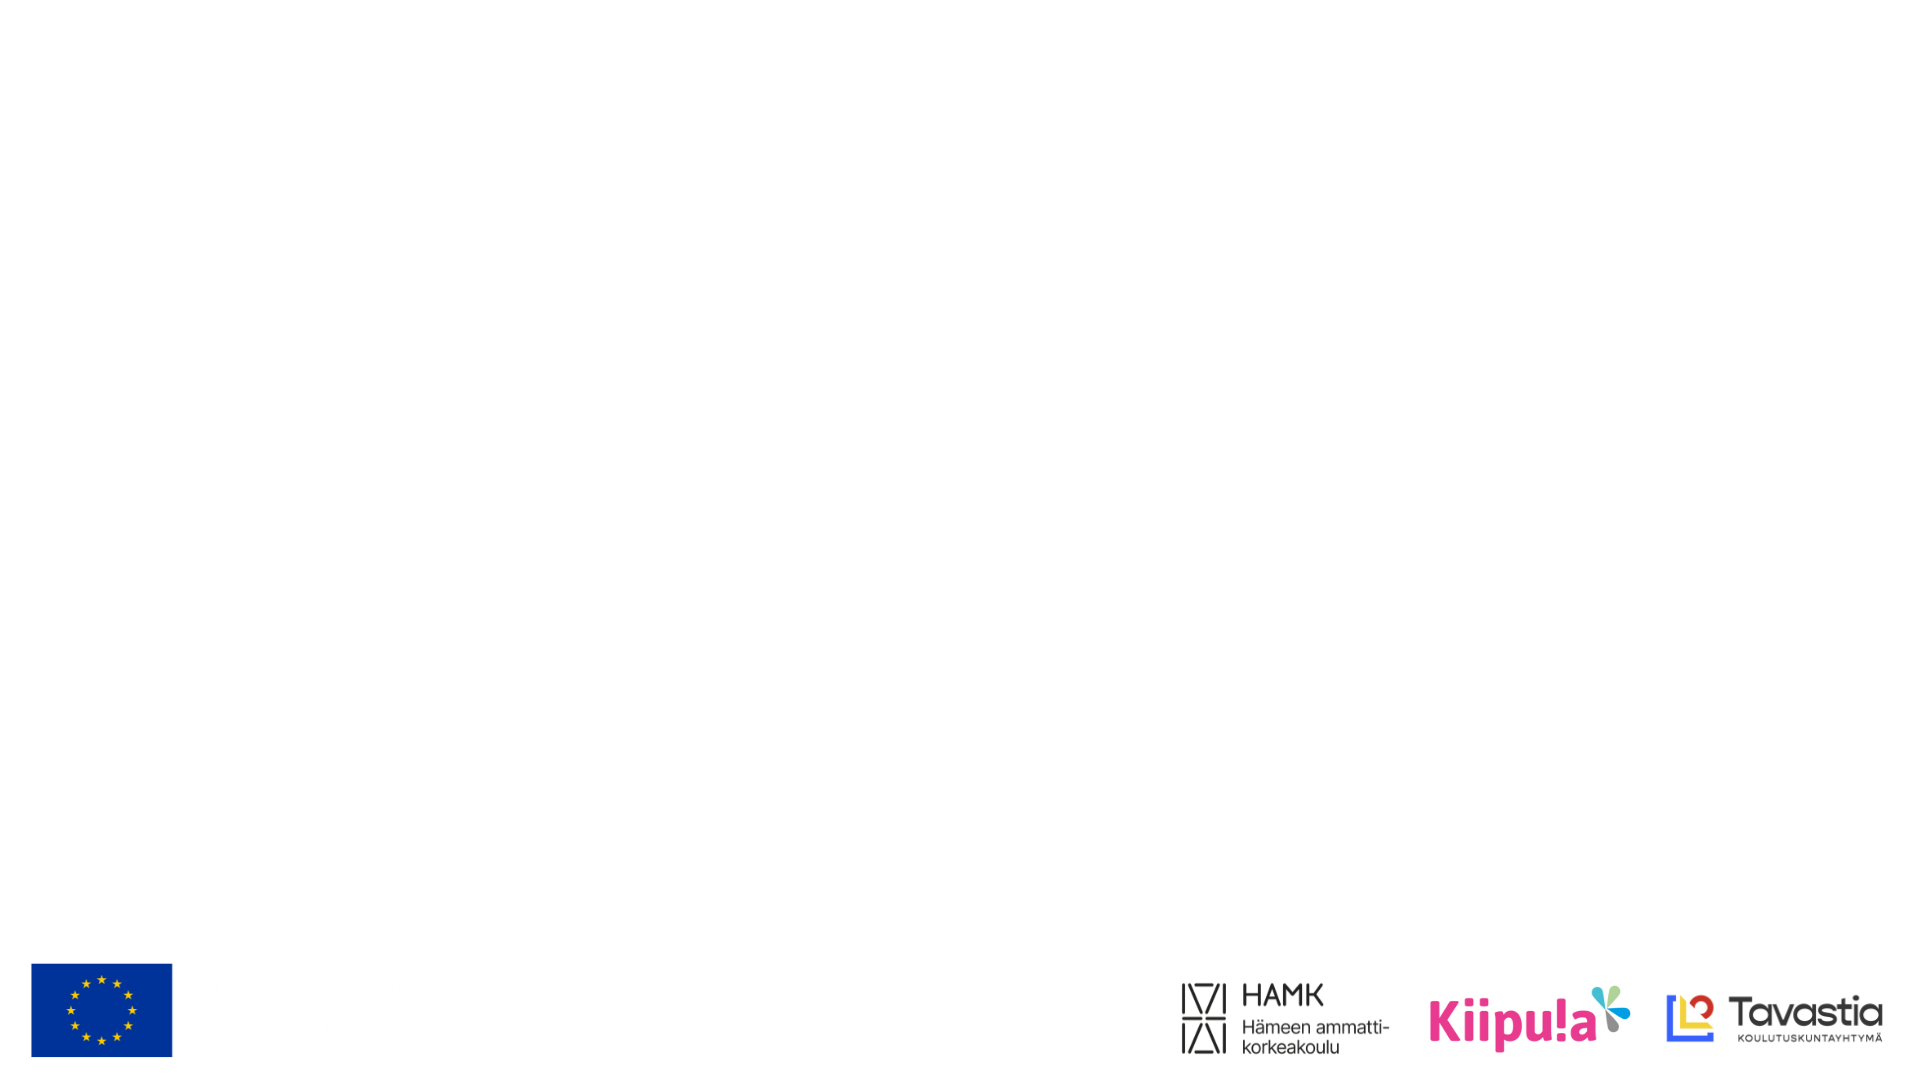 HAMK
Hämeen ammatti-
korkeakoulu
Kiipu!a
Tavastia
KOULUTUSKUNTAYHTYMÄ